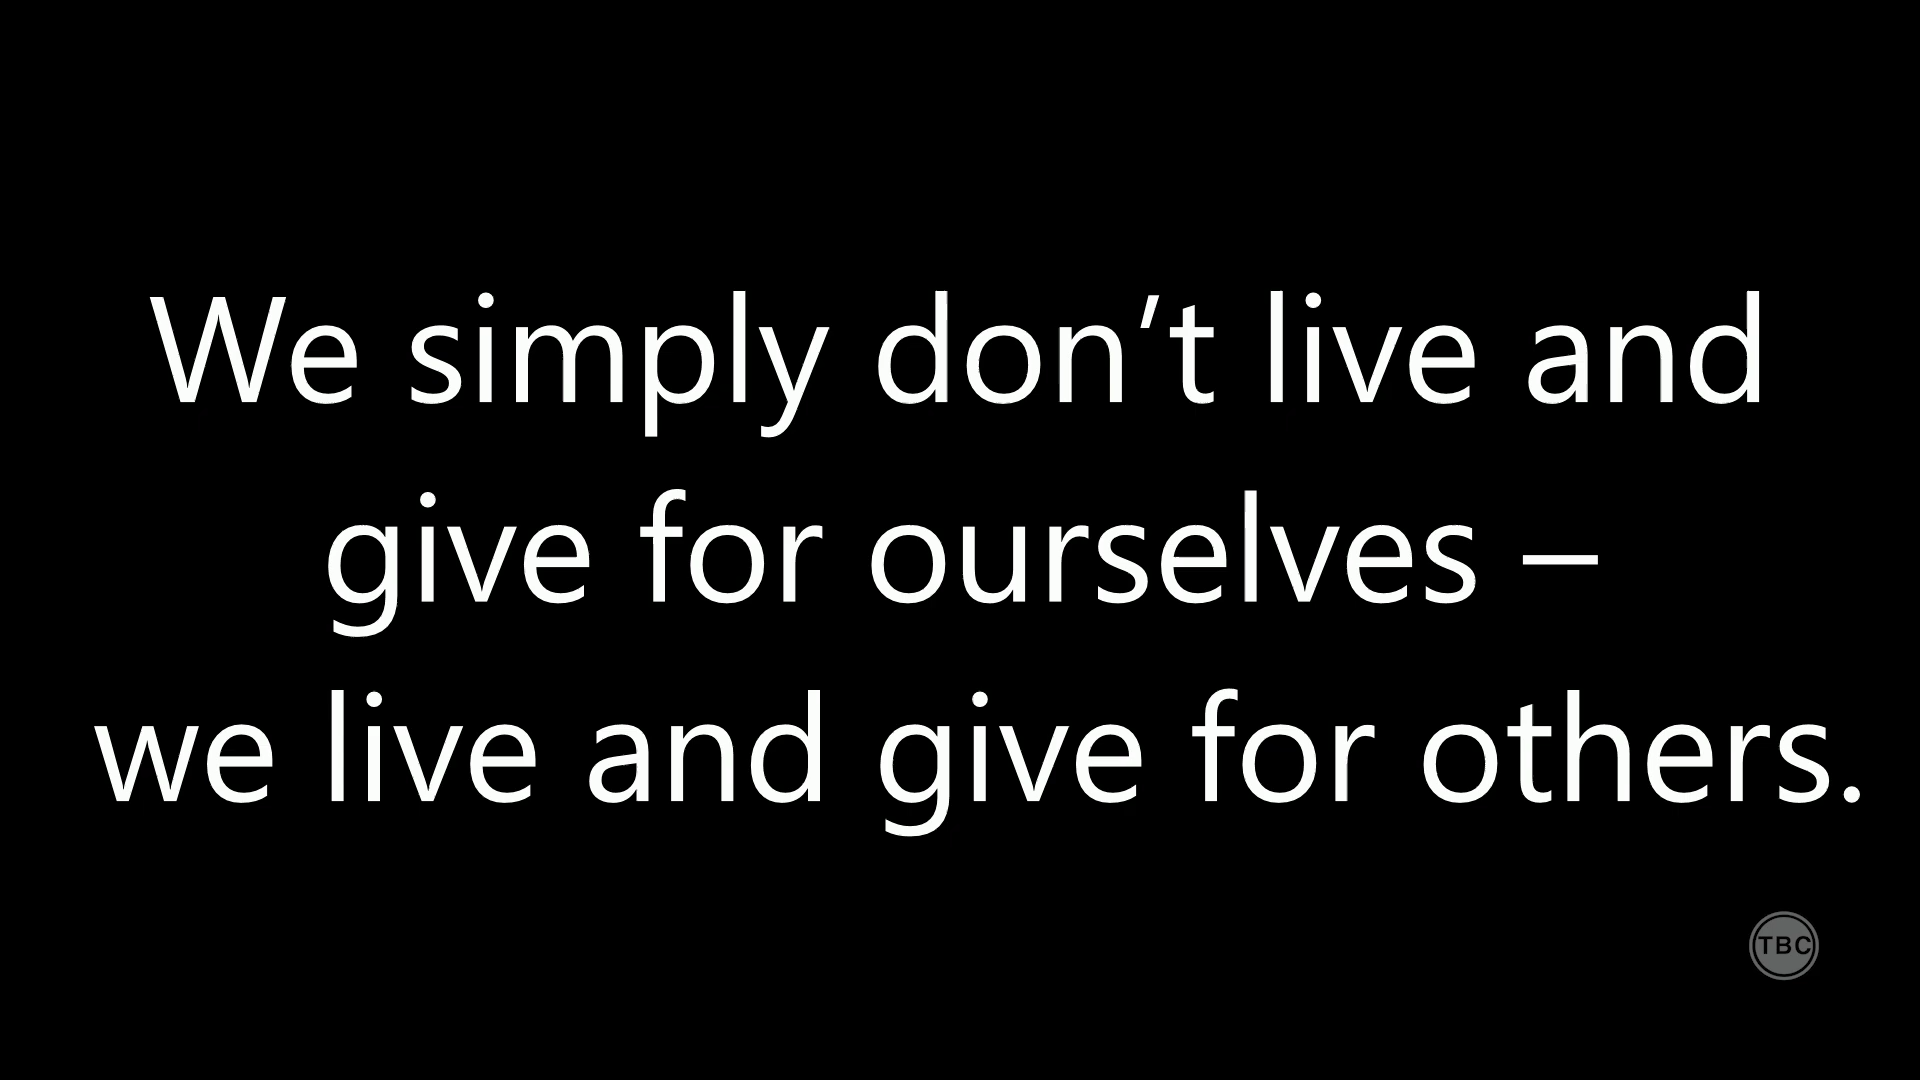 We simply don’t live and
give for ourselves –
we live and give for others.
TBC